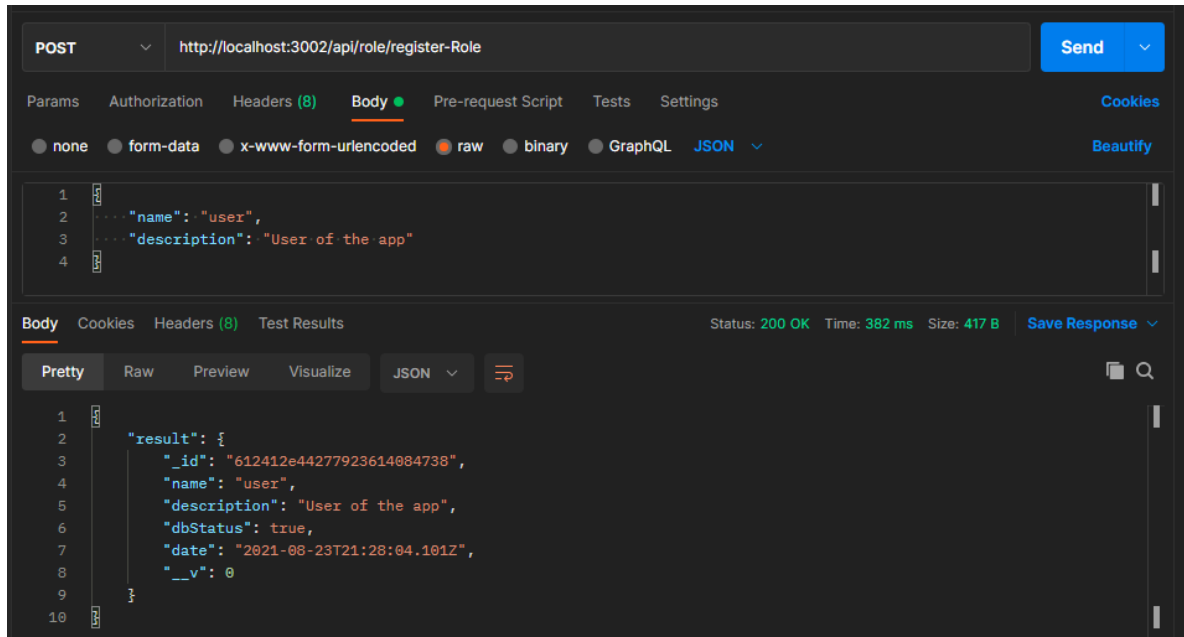 POST http://localhost:3002/api/role/register-Role Send
Params Authorization Headers (8) Body Pre-request Script Tests Settings Cookies
none form-data x-www-form-urlencoded raw binary GraphQL JSON Beautify
1 {
2 "name": "user",
3 "description": "User of the app"
4 }
Body Cookies Headers (8) Test Results Status: 200 OK Time: 382 ms Size: 417 B Save Response
Pretty Raw Preview Visualize JSON
1 {
2 "result": {
3 "_id": "612412e44277923614084738",
4 "name": "user",
5 "description": "User of the app",
6 "dbStatus": true,
7 "date": "2021-08-23T21:28:04.101Z",
8 "__v": 0
9 }
10 }